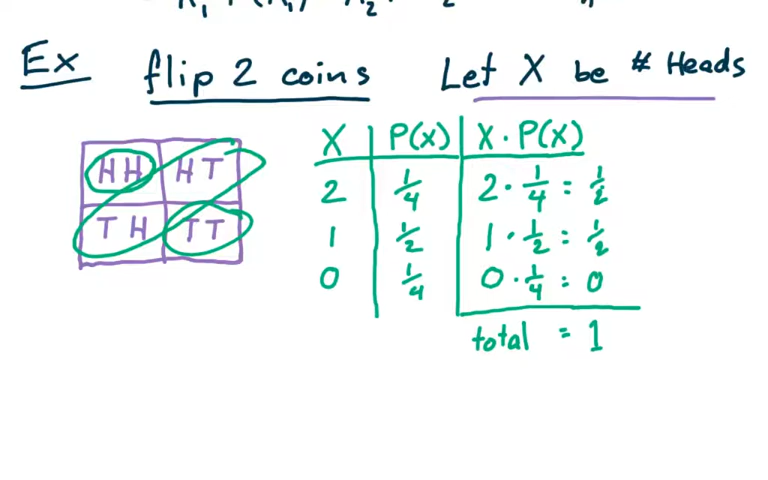 Ex flip 2 coins Let X be # Heads
HH HT
TH TT
X P(X) X · P(X)
2 1/4 2 · 1/4 = 1/2
1 1/2 1 · 1/2 = 1/2
0 1/4 0 · 1/4 = 0
total = 1